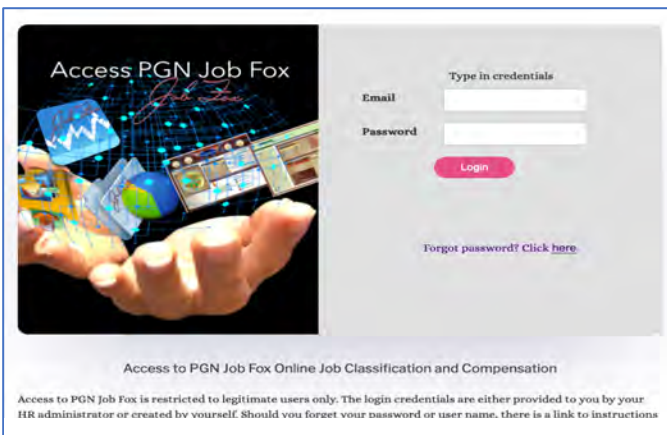 Access PGN Job Fox
Job Fox
Type in credentials
Email
Password
Login
Forgot password? Click here.
Access to PGN Job Fox Online Job Classification and Compensation
Access to PGN Job Fox is restricted to legitimate users only. The login credentials are either provided to you by your
HR administrator or created by yourself. Should you forget your password or user name, there is a link to instructions